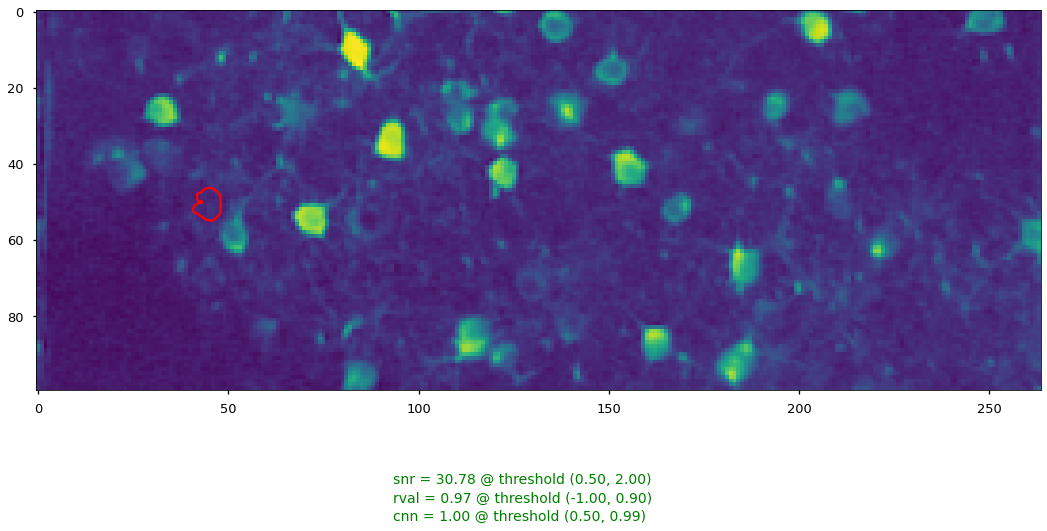 0
20
40
60
80
0 50 100 150 200 250
snr = 30.78 @ threshold (0.50, 2.00)
rval = 0.97 @ threshold (-1.00, 0.90)
cnn = 1.00 @ threshold (0.50, 0.99)